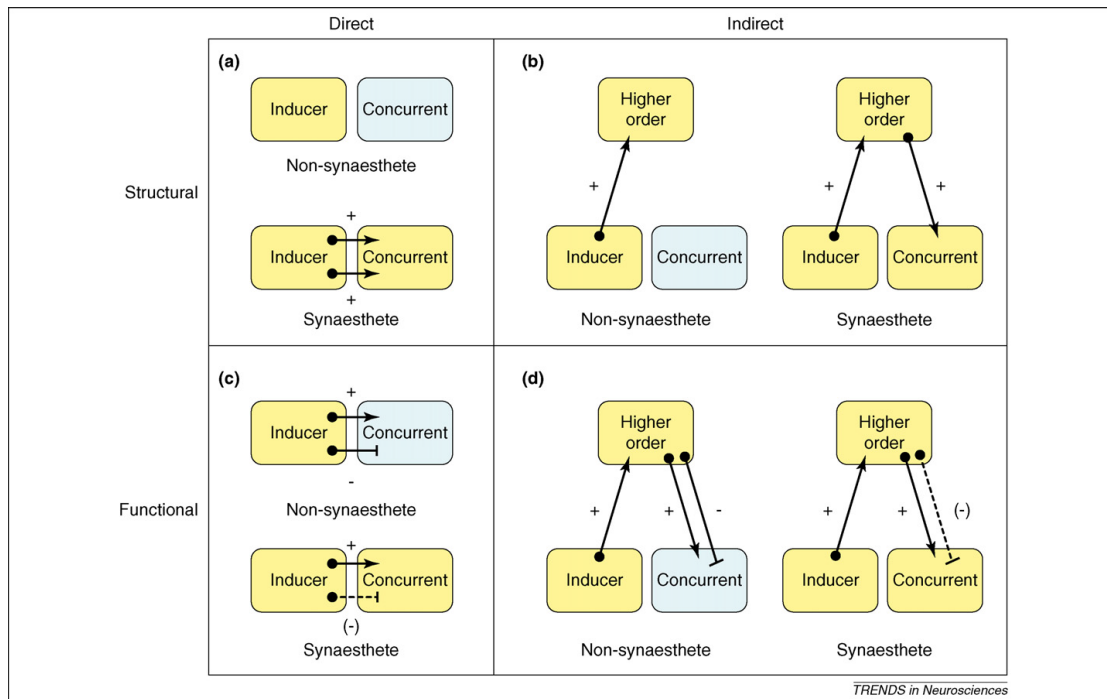 Direct
Indirect
Structural
Functional
(a)
Inducer
Concurrent
Non-synaesthete
+
Inducer
Concurrent
+
Synaesthete
(b)
Higher
order
+
Inducer
Concurrent
Non-synaesthete
Higher
order
+
+
Inducer
Concurrent
Synaesthete
(c)
+
Inducer
Concurrent
-
Non-synaesthete
+
Inducer
Concurrent
(-)
Synaesthete
(d)
Higher
order
+
+
-
Inducer
Concurrent
Non-synaesthete
Higher
order
+
+
(-)
Inducer
Concurrent
Synaesthete
TRENDS in Neurosciences